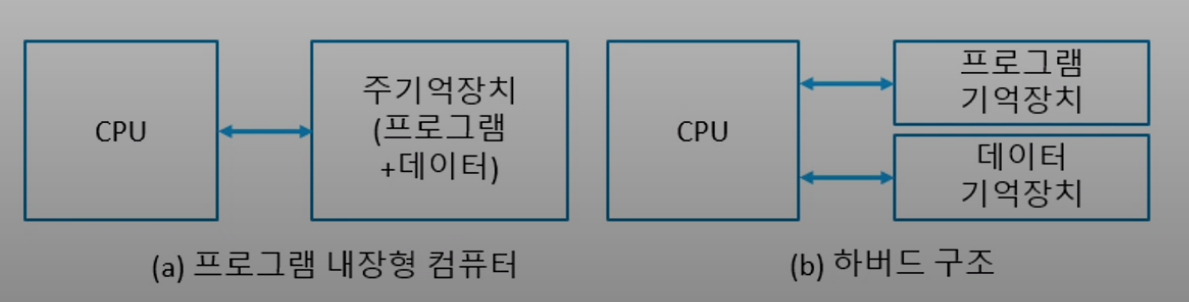 CPU
주기억장치
(프로그램
+데이터)
(a) 프로그램 내장형 컴퓨터
CPU
프로그램
기억장치
데이터
기억장치
(b) 하버드 구조